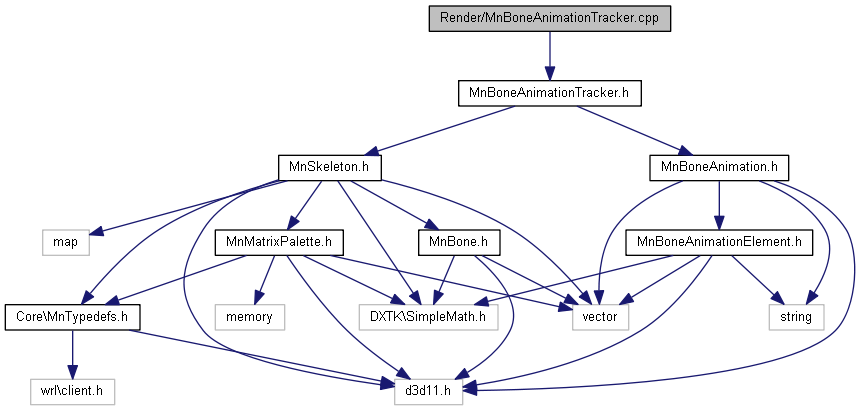 Render/MnBoneAnimationTracker.cpp
MnBoneAnimationTracker.h
MnSkeleton.h
MnBoneAnimation.h
map
MnMatrixPalette.h
MnBone.h
MnBoneAnimationElement.h
Core\MnTypedefs.h
memory
DXTK\SimpleMath.h
vector
string
wrl\client.h
d3d11.h